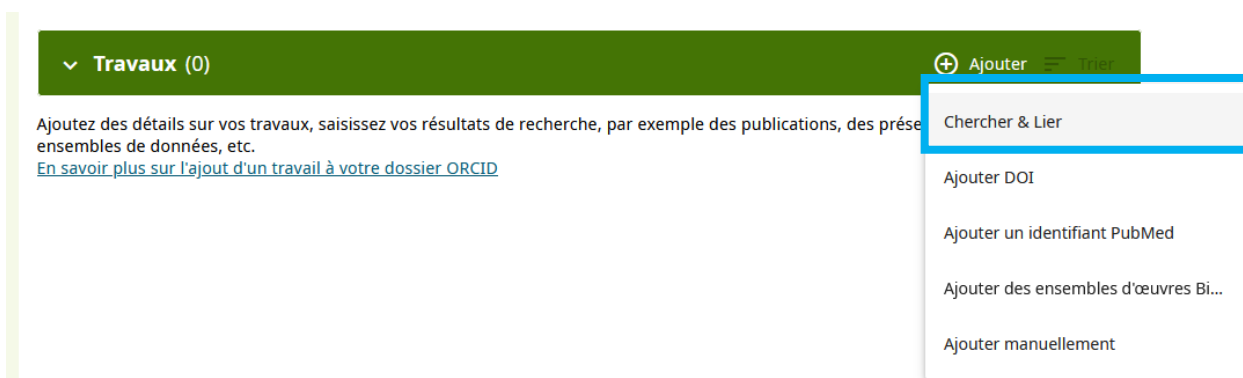 Travaux (0)
Ajouter Trier
Ajoutez des détails sur vos travaux, saisissez vos résultats de recherche, par exemple des publications, des prése
ensembles de données, etc.
En savoir plus sur l'ajout d'un travail à votre dossier ORCID
Chercher & Lier
Ajouter DOI
Ajouter un identifiant PubMed
Ajouter des ensembles d'œuvres Bi...
Ajouter manuellement